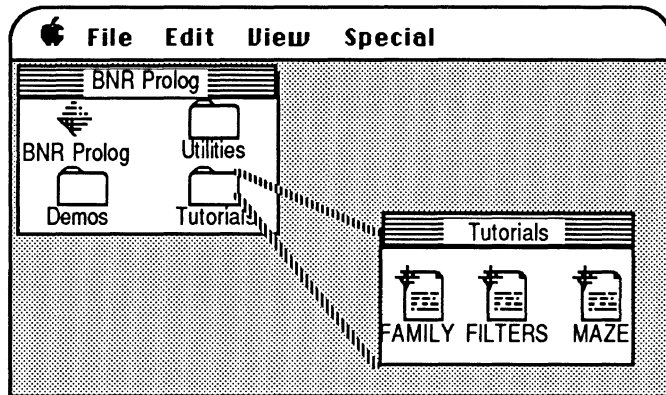 File Edit View Special
BNR Prolog
BNR Prolog Utilities
Demos Tutorials
Tutorials
FAMILY FILTERS MAZE